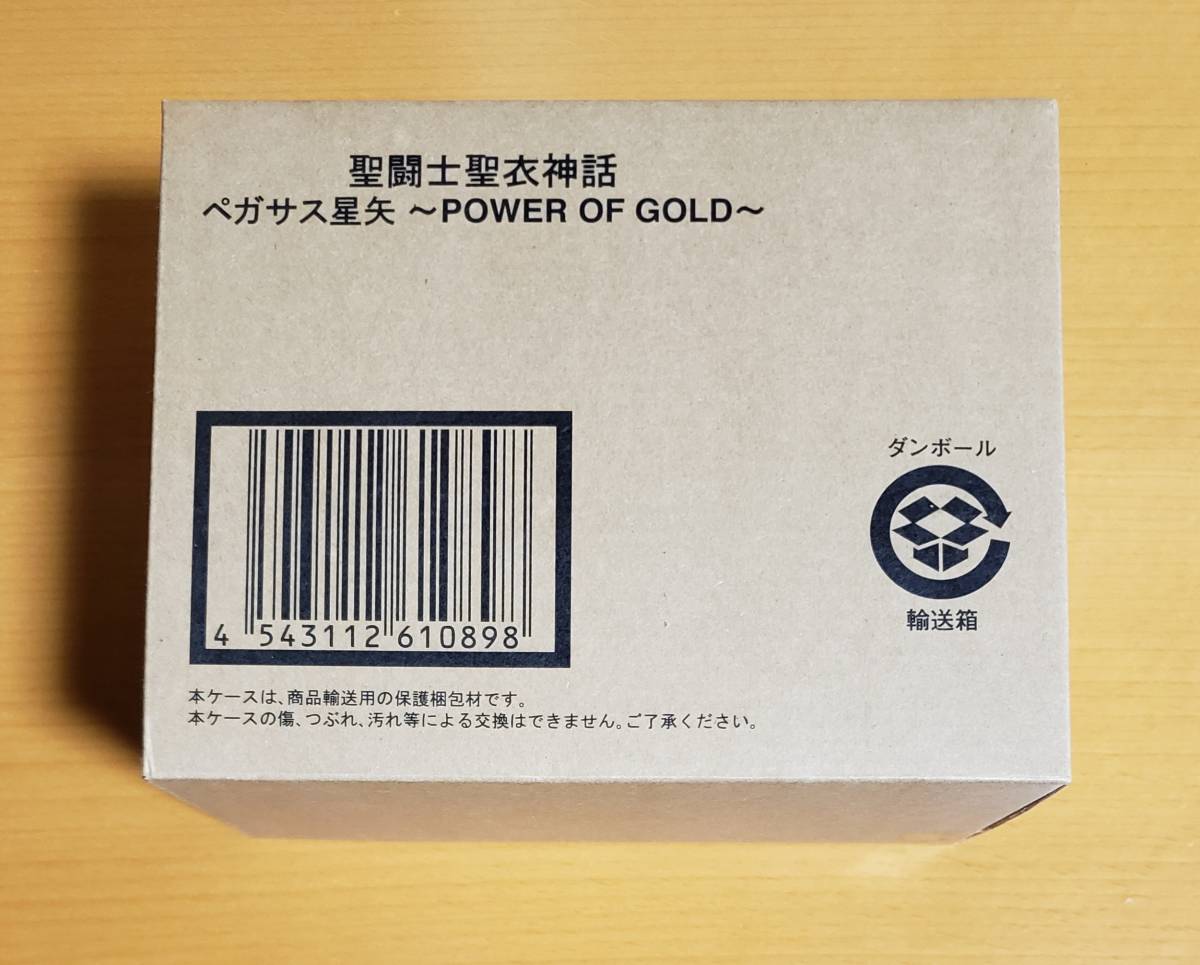 聖闘士聖衣神話
ペガサス星矢 ～POWER OF GOLD～
ダンボール
輸送箱
4 543112 610898
本ケースは、商品輸送用の保護梱包材です。
本ケースの傷、つぶれ、汚れ等による交換はできません。ご了承ください。